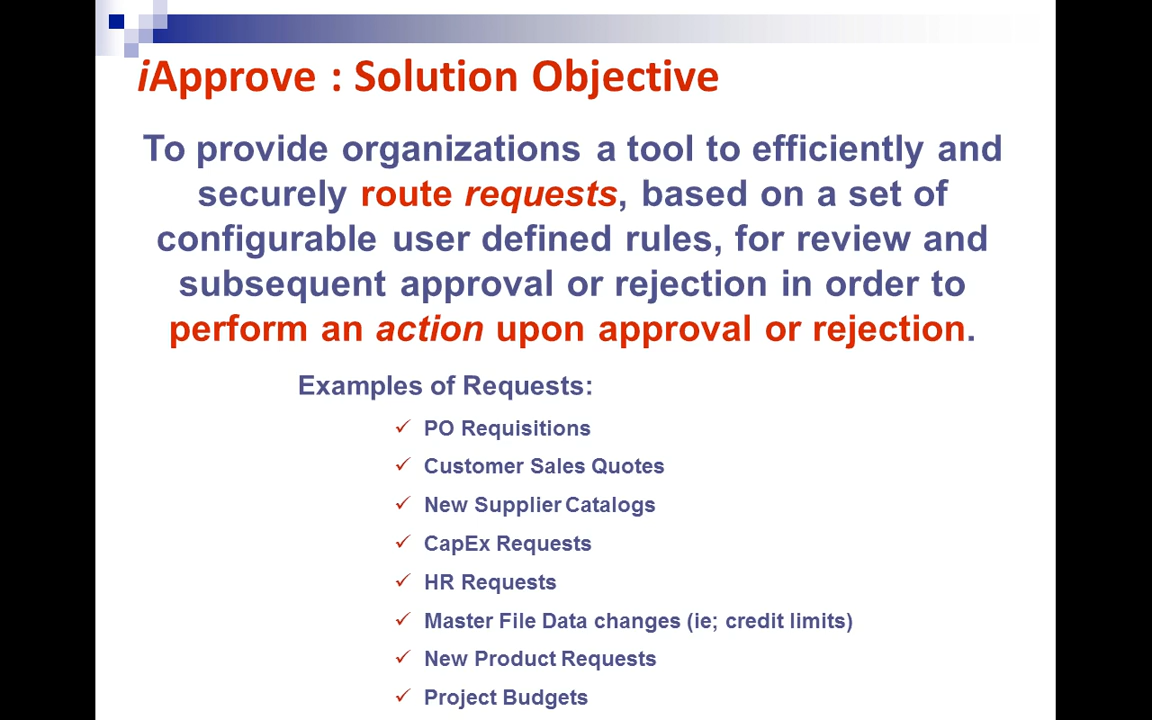 iApprove : Solution Objective
To provide organizations a tool to efficiently and
securely route requests, based on a set of
configurable user defined rules, for review and
subsequent approval or rejection in order to
perform an action upon approval or rejection.
Examples of Requests:
✓ PO Requisitions
✓ Customer Sales Quotes
✓ New Supplier Catalogs
✓ CapEx Requests
✓ HR Requests
✓ Master File Data changes (ie; credit limits)
✓ New Product Requests
✓ Project Budgets